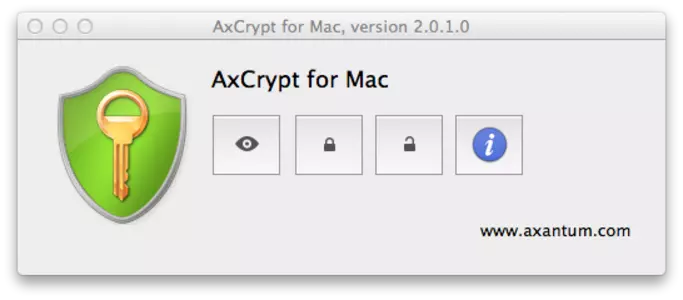 AxCrypt for Mac, version 2.0.1.0
AxCrypt for Mac
www.axantum.com